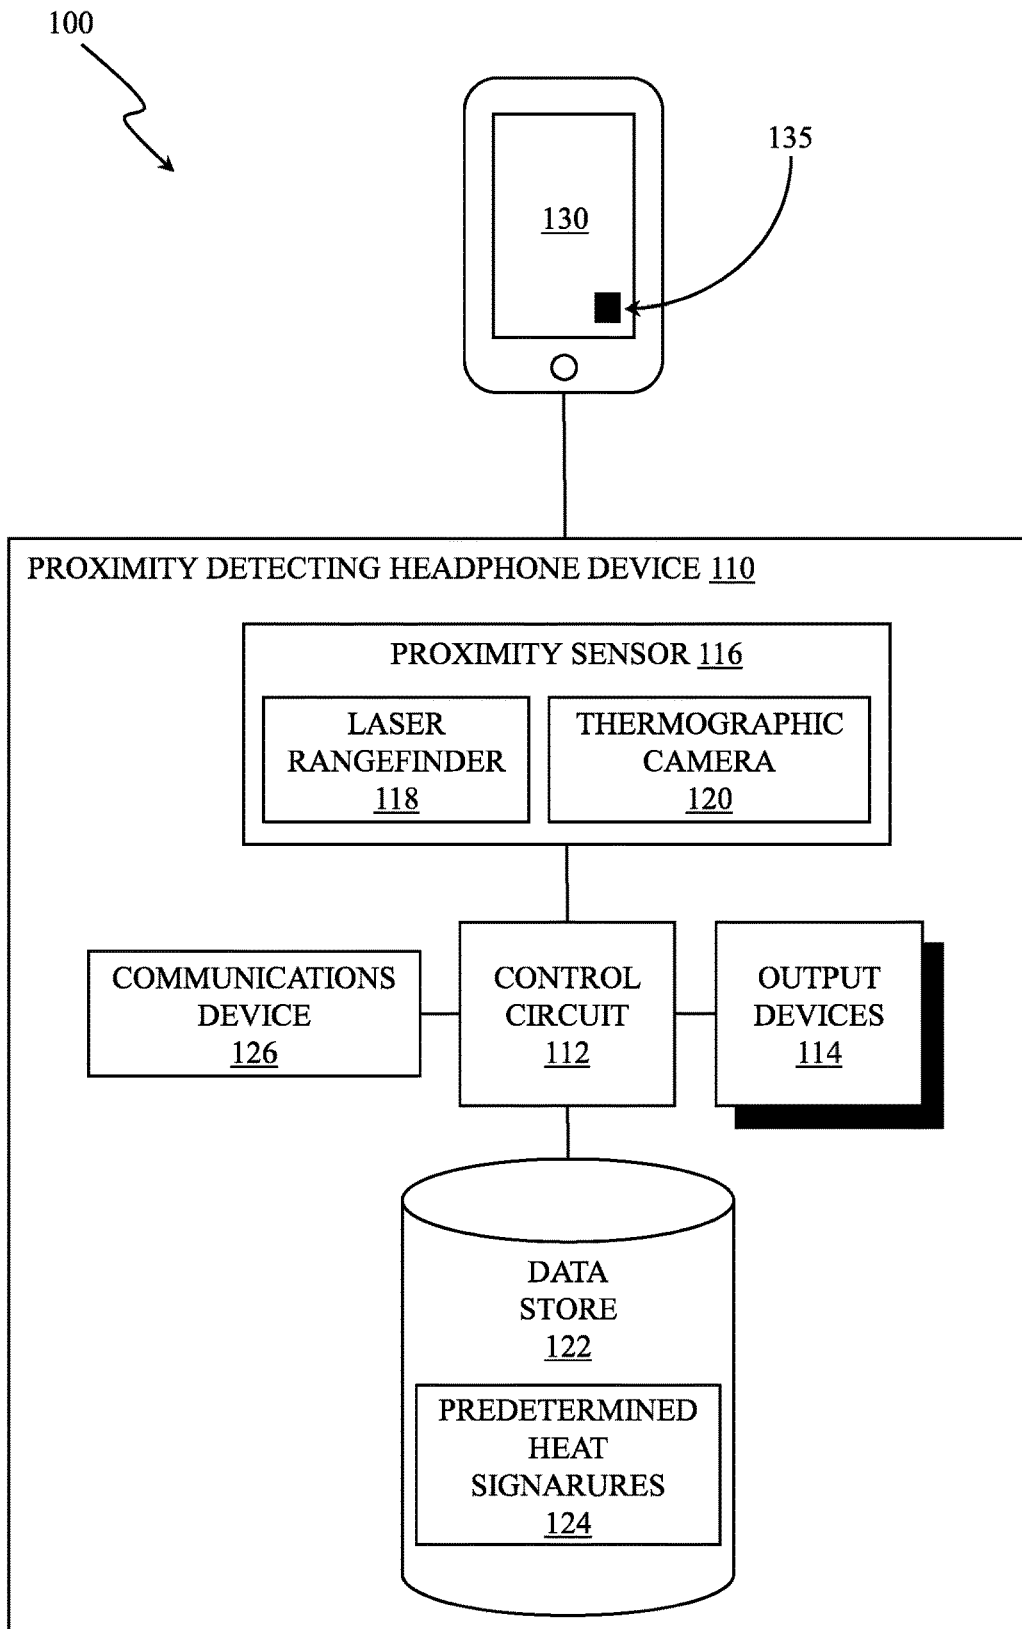 100
135
130
PROXIMITY DETECTING HEADPHONE DEVICE 110
PROXIMITY SENSOR 116
LASER
RANGEFINDER
118
THERMOGRAPHIC
CAMERA
120
COMMUNICATIONS
DEVICE
126
CONTROL
CIRCUIT
112
OUTPUT
DEVICES
114
DATA
STORE
122
PREDETERMINED
HEAT
SIGNARURES
124